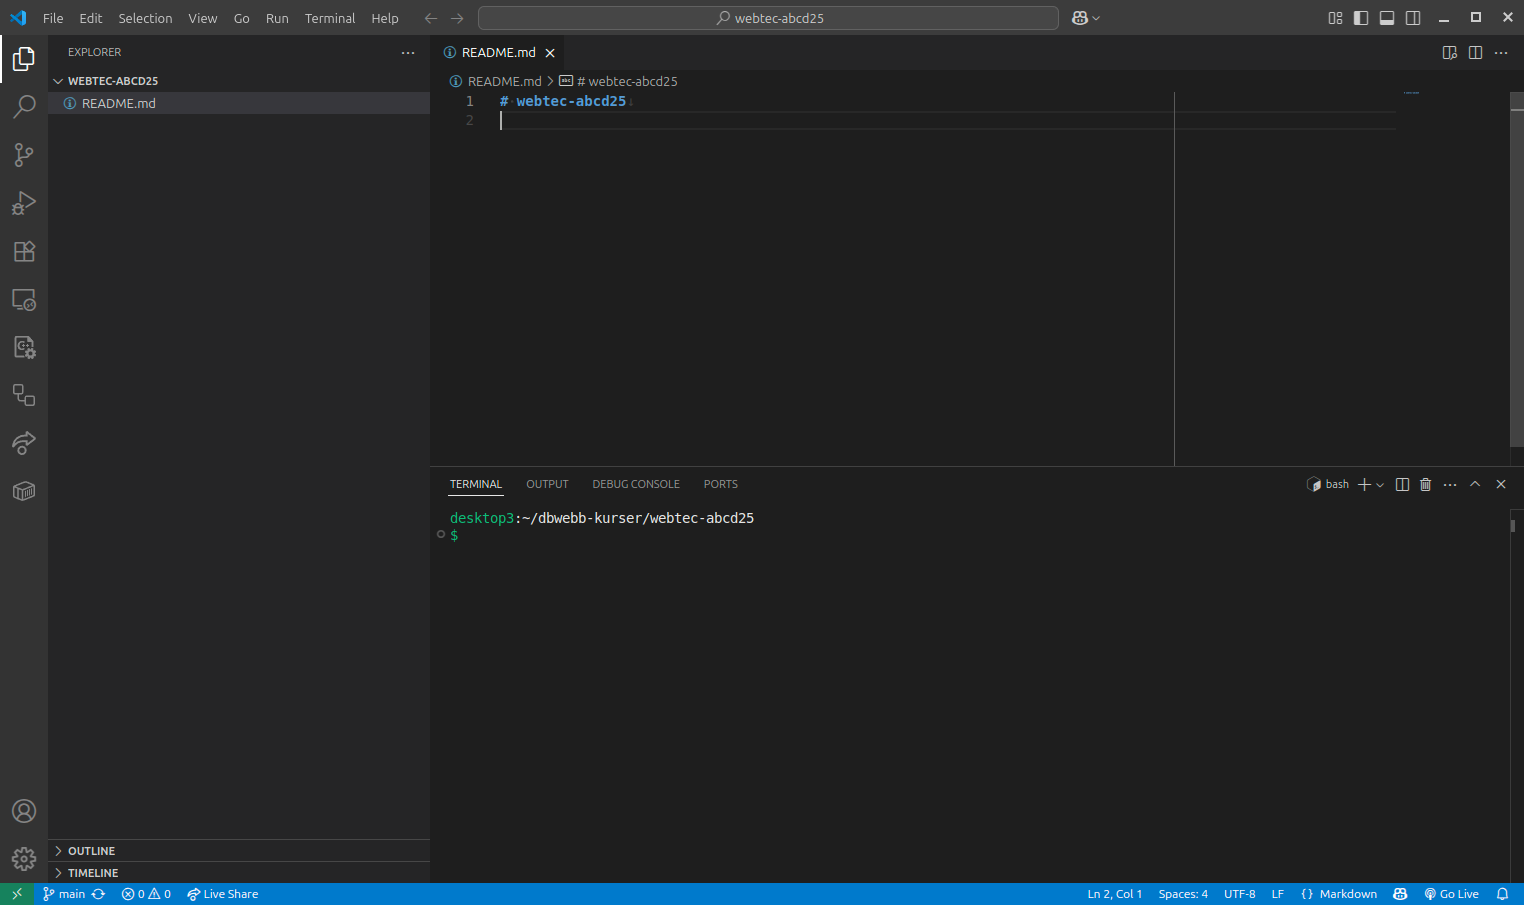 File Edit Selection View Go Run Terminal Help webtec-abcd25
EXPLORER
WEBTEC-ABCD25
README.md
OUTLINE
TIMELINE
README.md
README.md > # webtec-abcd25
1 # webtec-abcd25
2
TERMINAL OUTPUT DEBUG CONSOLE PORTS bash
desktop3:~/dbwebb-kurser/webtec-abcd25
$
main 0 0 Live Share Ln 2, Col 1 Spaces: 4 UTF-8 LF {} Markdown Go Live